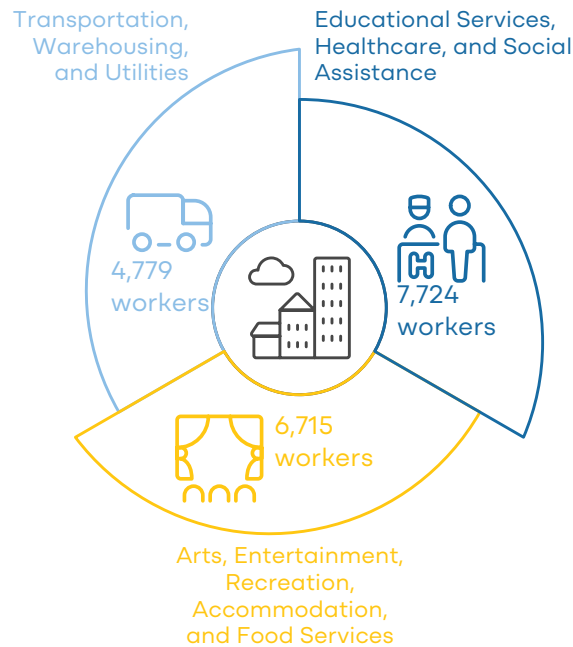 Transportation,
Warehousing,
and Utilities
Educational Services,
Healthcare, and Social
Assistance
4,779
workers
7,724
workers
6,715
workers
Arts, Entertainment,
Recreation,
Accommodation,
and Food Services